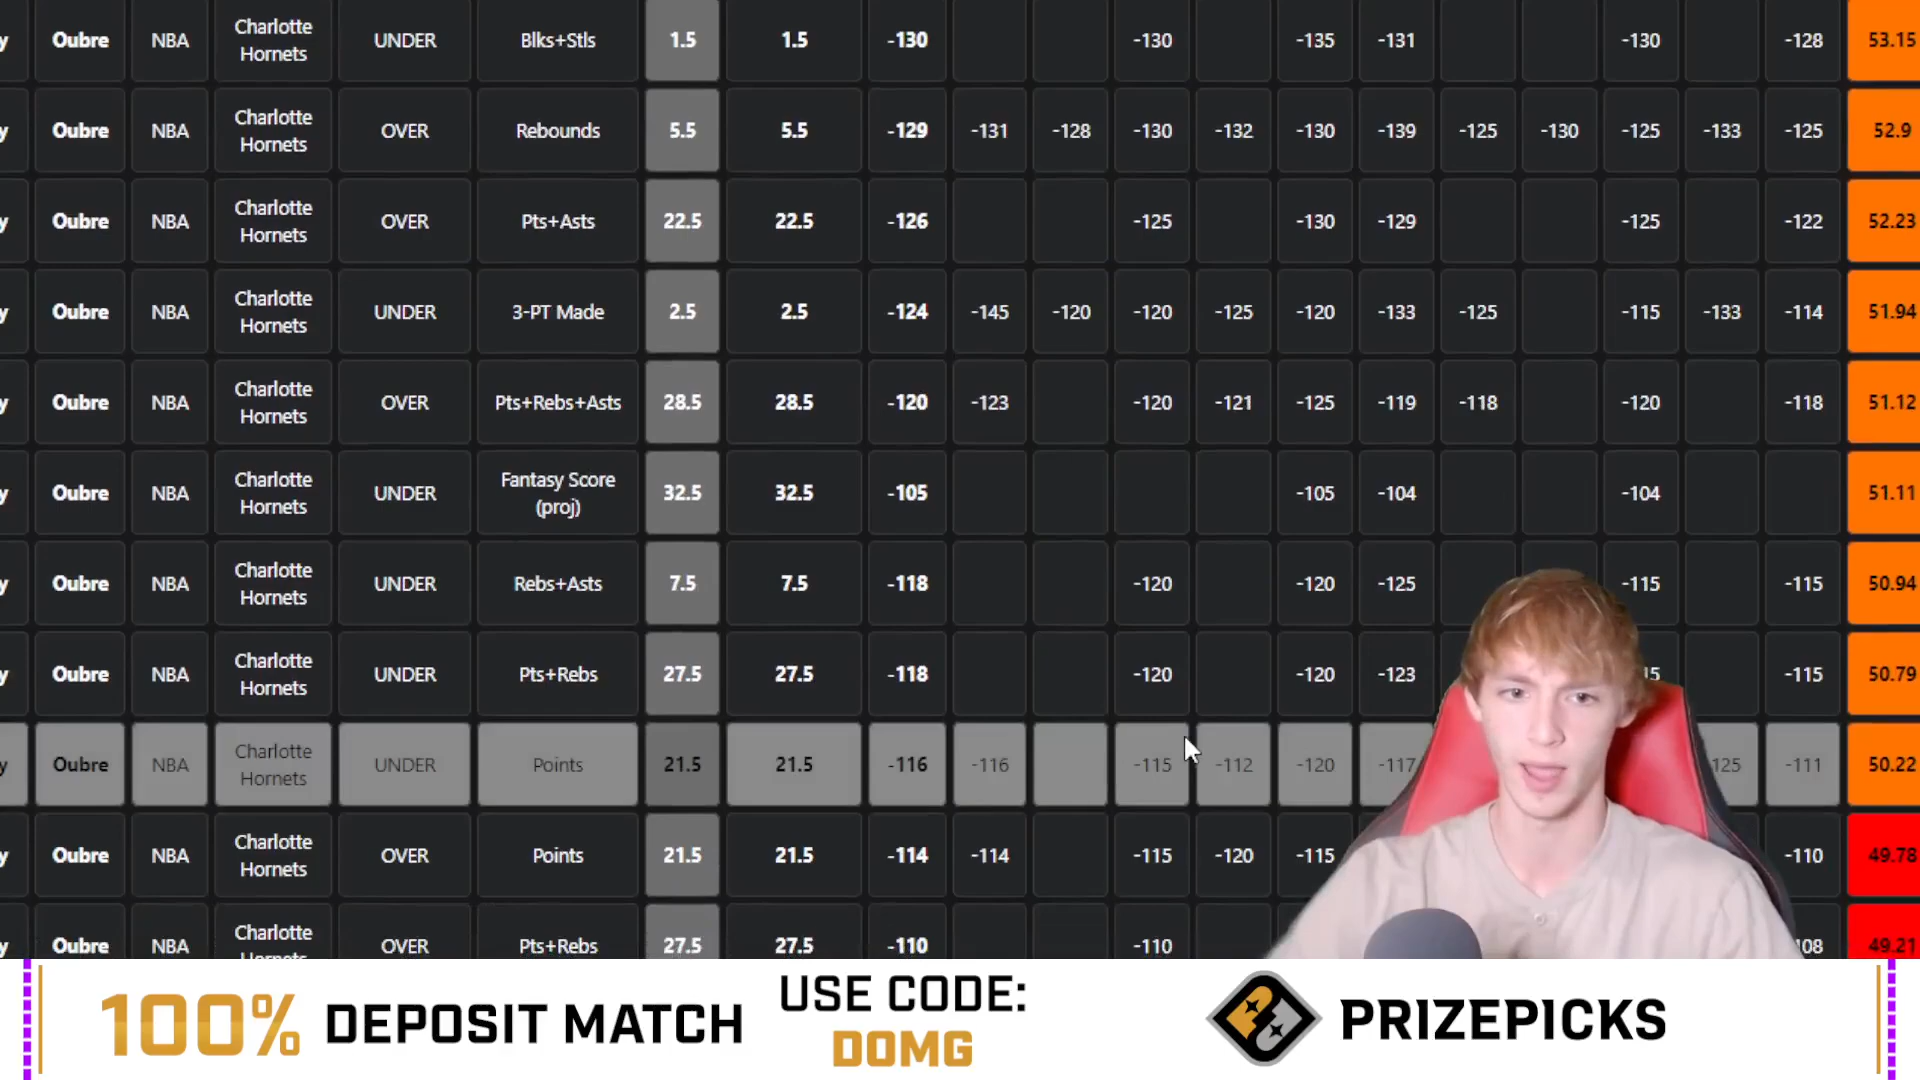 y Oubre NBA Charlotte Hornets UNDER Blks+Stls 1.5 1.5 -130 -130 -135 -131 -130 -128 53.15
y Oubre NBA Charlotte Hornets OVER Rebounds 5.5 5.5 -129 -131 -128 -130 -132 -130 -139 -125 -130 -125 -133 -125 52.9
y Oubre NBA Charlotte Hornets OVER Pts+Asts 22.5 22.5 -126 -125 -130 -129 -125 -122 52.23
y Oubre NBA Charlotte Hornets UNDER 3-PT Made 2.5 2.5 -124 -145 -120 -120 -125 -120 -133 -125 -115 -133 -114 51.94
y Oubre NBA Charlotte Hornets OVER Pts+Rebs+Asts 28.5 28.5 -120 -123 -120 -121 -125 -119 -118 -120 -118 51.12
y Oubre NBA Charlotte Hornets UNDER Fantasy Score (proj) 32.5 32.5 -105 -105 -104 -104 51.11
y Oubre NBA Charlotte Hornets UNDER Rebs+Asts 7.5 7.5 -118 -120 -120 -125 -115 -115 50.94
y Oubre NBA Charlotte Hornets UNDER Pts+Rebs 27.5 27.5 -118 -120 -120 -123 -115 50.79
y Oubre NBA Charlotte Hornets UNDER Points 21.5 21.5 -116 -116 -115 -112 -120 -117 125 -111 50.22
y Oubre NBA Charlotte Hornets OVER Points 21.5 21.5 -114 -114 -115 -120 -115 -110 49.78
y Oubre NBA Charlotte Hornets OVER Pts+Rebs 27.5 27.5 -110 -110 108 49.21
100% DEPOSIT MATCH
USE CODE:
DOMG
PRIZEPICKS